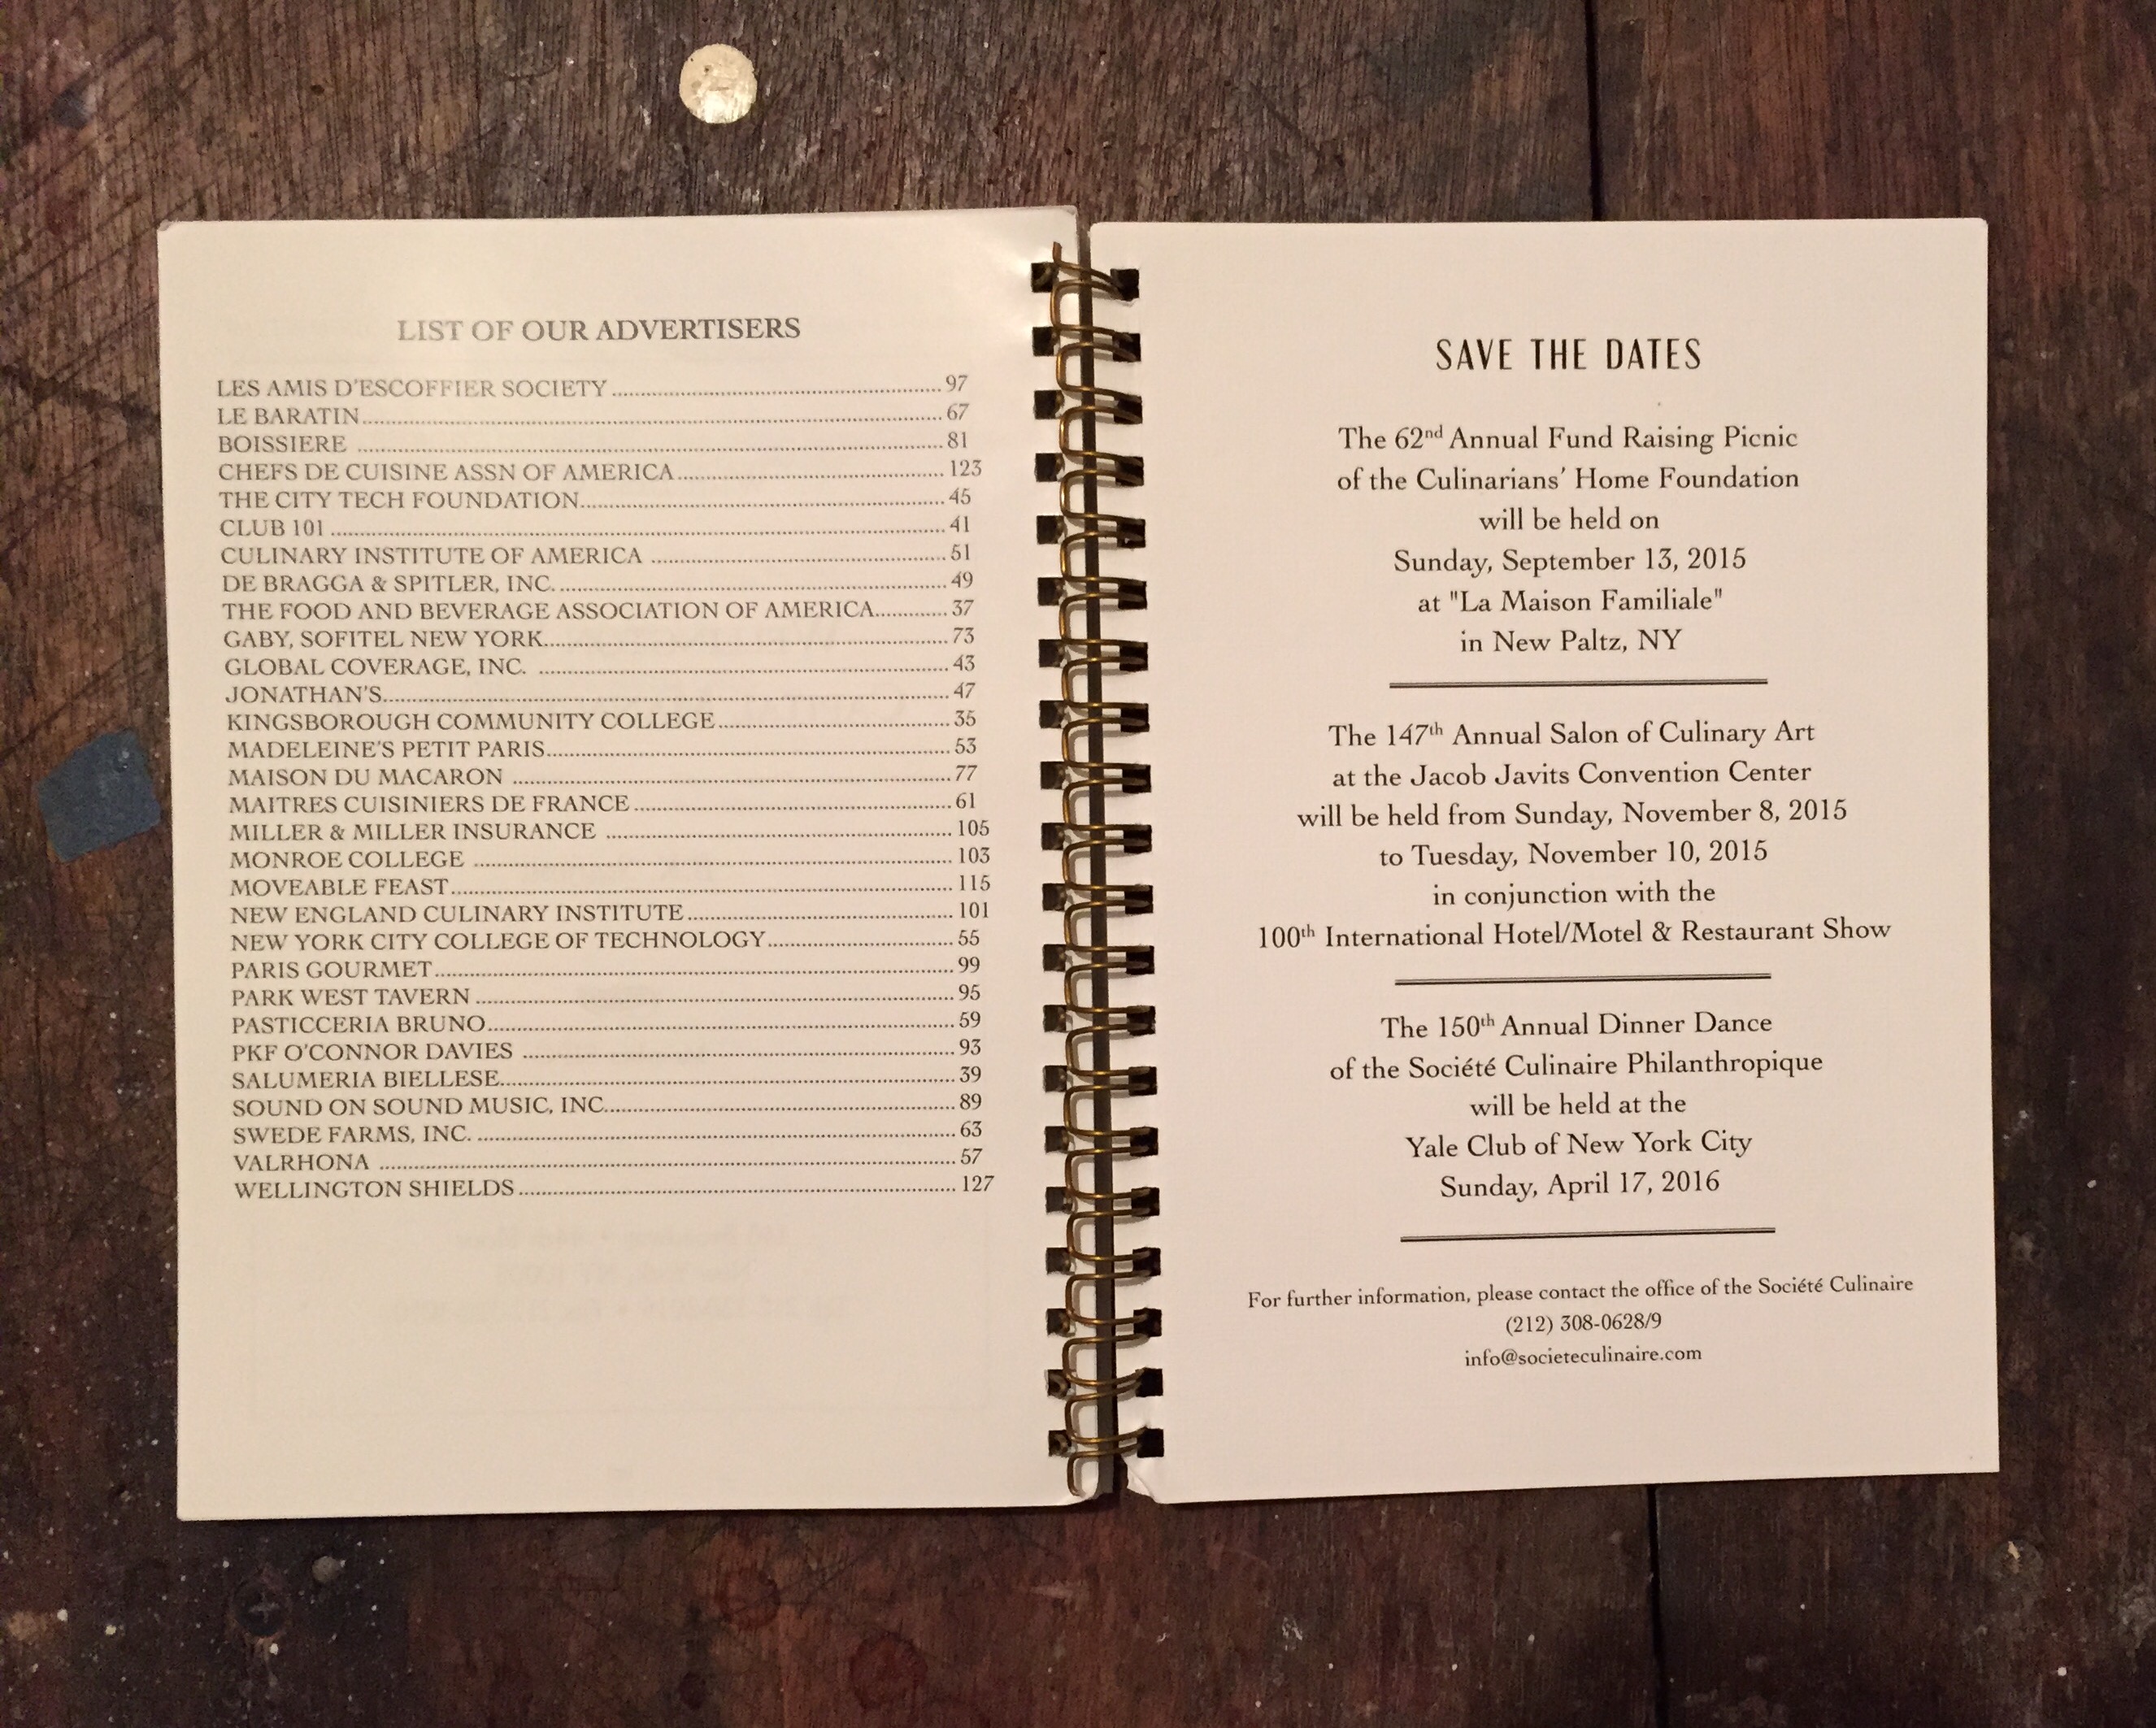 LIST OF OUR ADVERTISERS
LES AMIS D'ESCOFFIER SOCIETY 97
LE BARATIN 67
BOISSIERE 81
CHEFS DE CUISINE ASSN OF AMERICA 123
THE CITY TECH FOUNDATION 45
CLUB 101 41
CULINARY INSTITUTE OF AMERICA 51
DE BRAGGA & SPITLER, INC. 49
THE FOOD AND BEVERAGE ASSOCIATION OF AMERICA 37
GABY, SOFITEL NEW YORK 73
GLOBAL COVERAGE, INC. 43
JONATHAN'S 47
KINGSBOROUGH COMMUNITY COLLEGE 35
MADELEINE'S PETIT PARIS 53
MAISON DU MACARON 77
MAITRES CUISINIERS DE FRANCE 61
MILLER & MILLER INSURANCE 105
MONROE COLLEGE 103
MOVEABLE FEAST 115
NEW ENGLAND CULINARY INSTITUTE 101
NEW YORK CITY COLLEGE OF TECHNOLOGY 55
PARIS GOURMET 99
PARK WEST TAVERN 95
PASTICCERIA BRUNO 59
PKF O'CONNOR DAVIES 93
SALUMERIA BIELLESE 39
SOUND ON SOUND MUSIC, INC. 89
SWEDE FARMS, INC. 63
VALRHONA 57
WELLINGTON SHIELDS 127
SAVE THE DATES
The 62nd Annual Fund Raising Picnic
of the Culinarians' Home Foundation
will be held on
Sunday, September 13, 2015
at "La Maison Familiale"
in New Paltz, NY
The 147th Annual Salon of Culinary Art
at the Jacob Javits Convention Center
will be held from Sunday, November 8, 2015
to Tuesday, November 10, 2015
in conjunction with the
100th International Hotel/Motel & Restaurant Show
The 150th Annual Dinner Dance
of the Société Culinaire Philanthropique
will be held at the
Yale Club of New York City
Sunday, April 17, 2016
For further information, please contact the office of the Société Culinaire
(212) 308-0628/9
info@societeculinaire.com